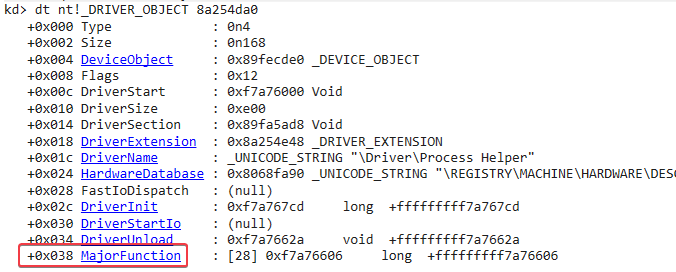 kd> dt nt!_DRIVER_OBJECT 8a254da0
+0x000 Type : 0n4
+0x002 Size : 0n168
+0x004 DeviceObject : 0x89fecde0 _DEVICE_OBJECT
+0x008 Flags : 0x12
+0x00c DriverStart : 0xf7a76000 Void
+0x010 DriverSize : 0xe00
+0x014 DriverSection : 0x89fa5ad8 Void
+0x018 DriverExtension : 0x8a254e48 _DRIVER_EXTENSION
+0x01c DriverName : _UNICODE_STRING "\Driver\Process Helper"
+0x024 HardwareDatabase : 0x8068fa90 _UNICODE_STRING "\REGISTRY\MACHINE\HARDWARE\DESC
+0x028 FastIoDispatch : (null)
+0x02c DriverInit : 0xf7a767cd long +fffffffff7a767cd
+0x030 DriverStartIo : (null)
+0x034 DriverUnload : 0xf7a7662a void +fffffffff7a7662a
+0x038 MajorFunction : [28] 0xf7a76606 long +fffffffff7a76606